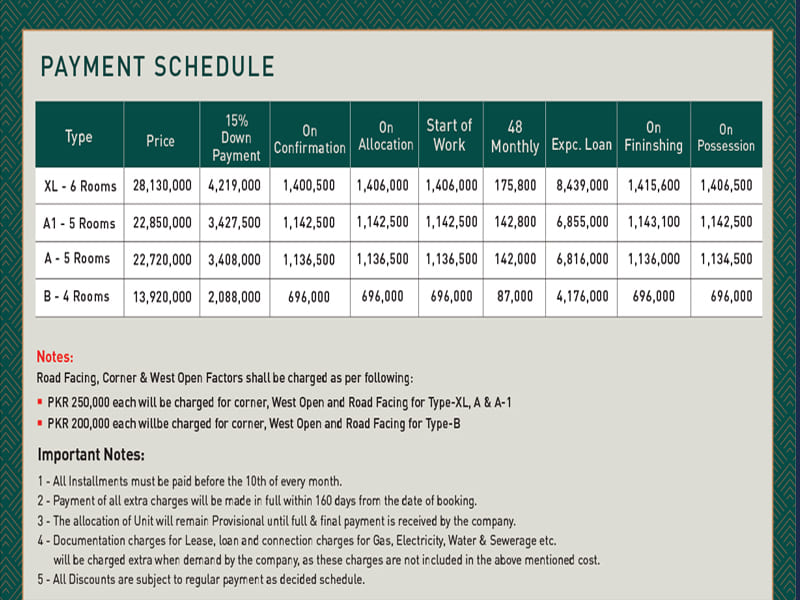 PAYMENT SCHEDULE
Type Price 15% Down Payment On Confirmation On Allocation Start of Work 48 Monthly Expc. Loan On Fininshing On Possession
XL - 6 Rooms 28,130,000 4,219,000 1,400,500 1,406,000 1,406,000 175,800 8,439,000 1,415,600 1,406,500
A1 - 5 Rooms 22,850,000 3,427,500 1,142,500 1,142,500 1,142,500 142,800 6,855,000 1,143,100 1,142,500
A - 5 Rooms 22,720,000 3,408,000 1,136,500 1,136,500 1,136,500 142,000 6,816,000 1,136,000 1,134,500
B - 4 Rooms 13,920,000 2,088,000 696,000 696,000 696,000 87,000 4,176,000 696,000 696,000
Notes:
Road Facing, Corner & West Open Factors shall be charged as per following:
▪ PKR 250,000 each will be charged for corner, West Open and Road Facing for Type-XL, A & A-1
▪ PKR 200,000 each willbe charged for corner, West Open and Road Facing for Type-B
Important Notes:
1 - All Installments must be paid before the 10th of every month.
2 - Payment of all extra charges will be made in full within 160 days from the date of booking.
3 - The allocation of Unit will remain Provisional until full & final payment is received by the company.
4 - Documentation charges for Lease, loan and connection charges for Gas, Electricity, Water & Sewerage etc.
will be charged extra when demand by the company, as these charges are not included in the above mentioned cost.
5 - All Discounts are subject to regular payment as decided schedule.